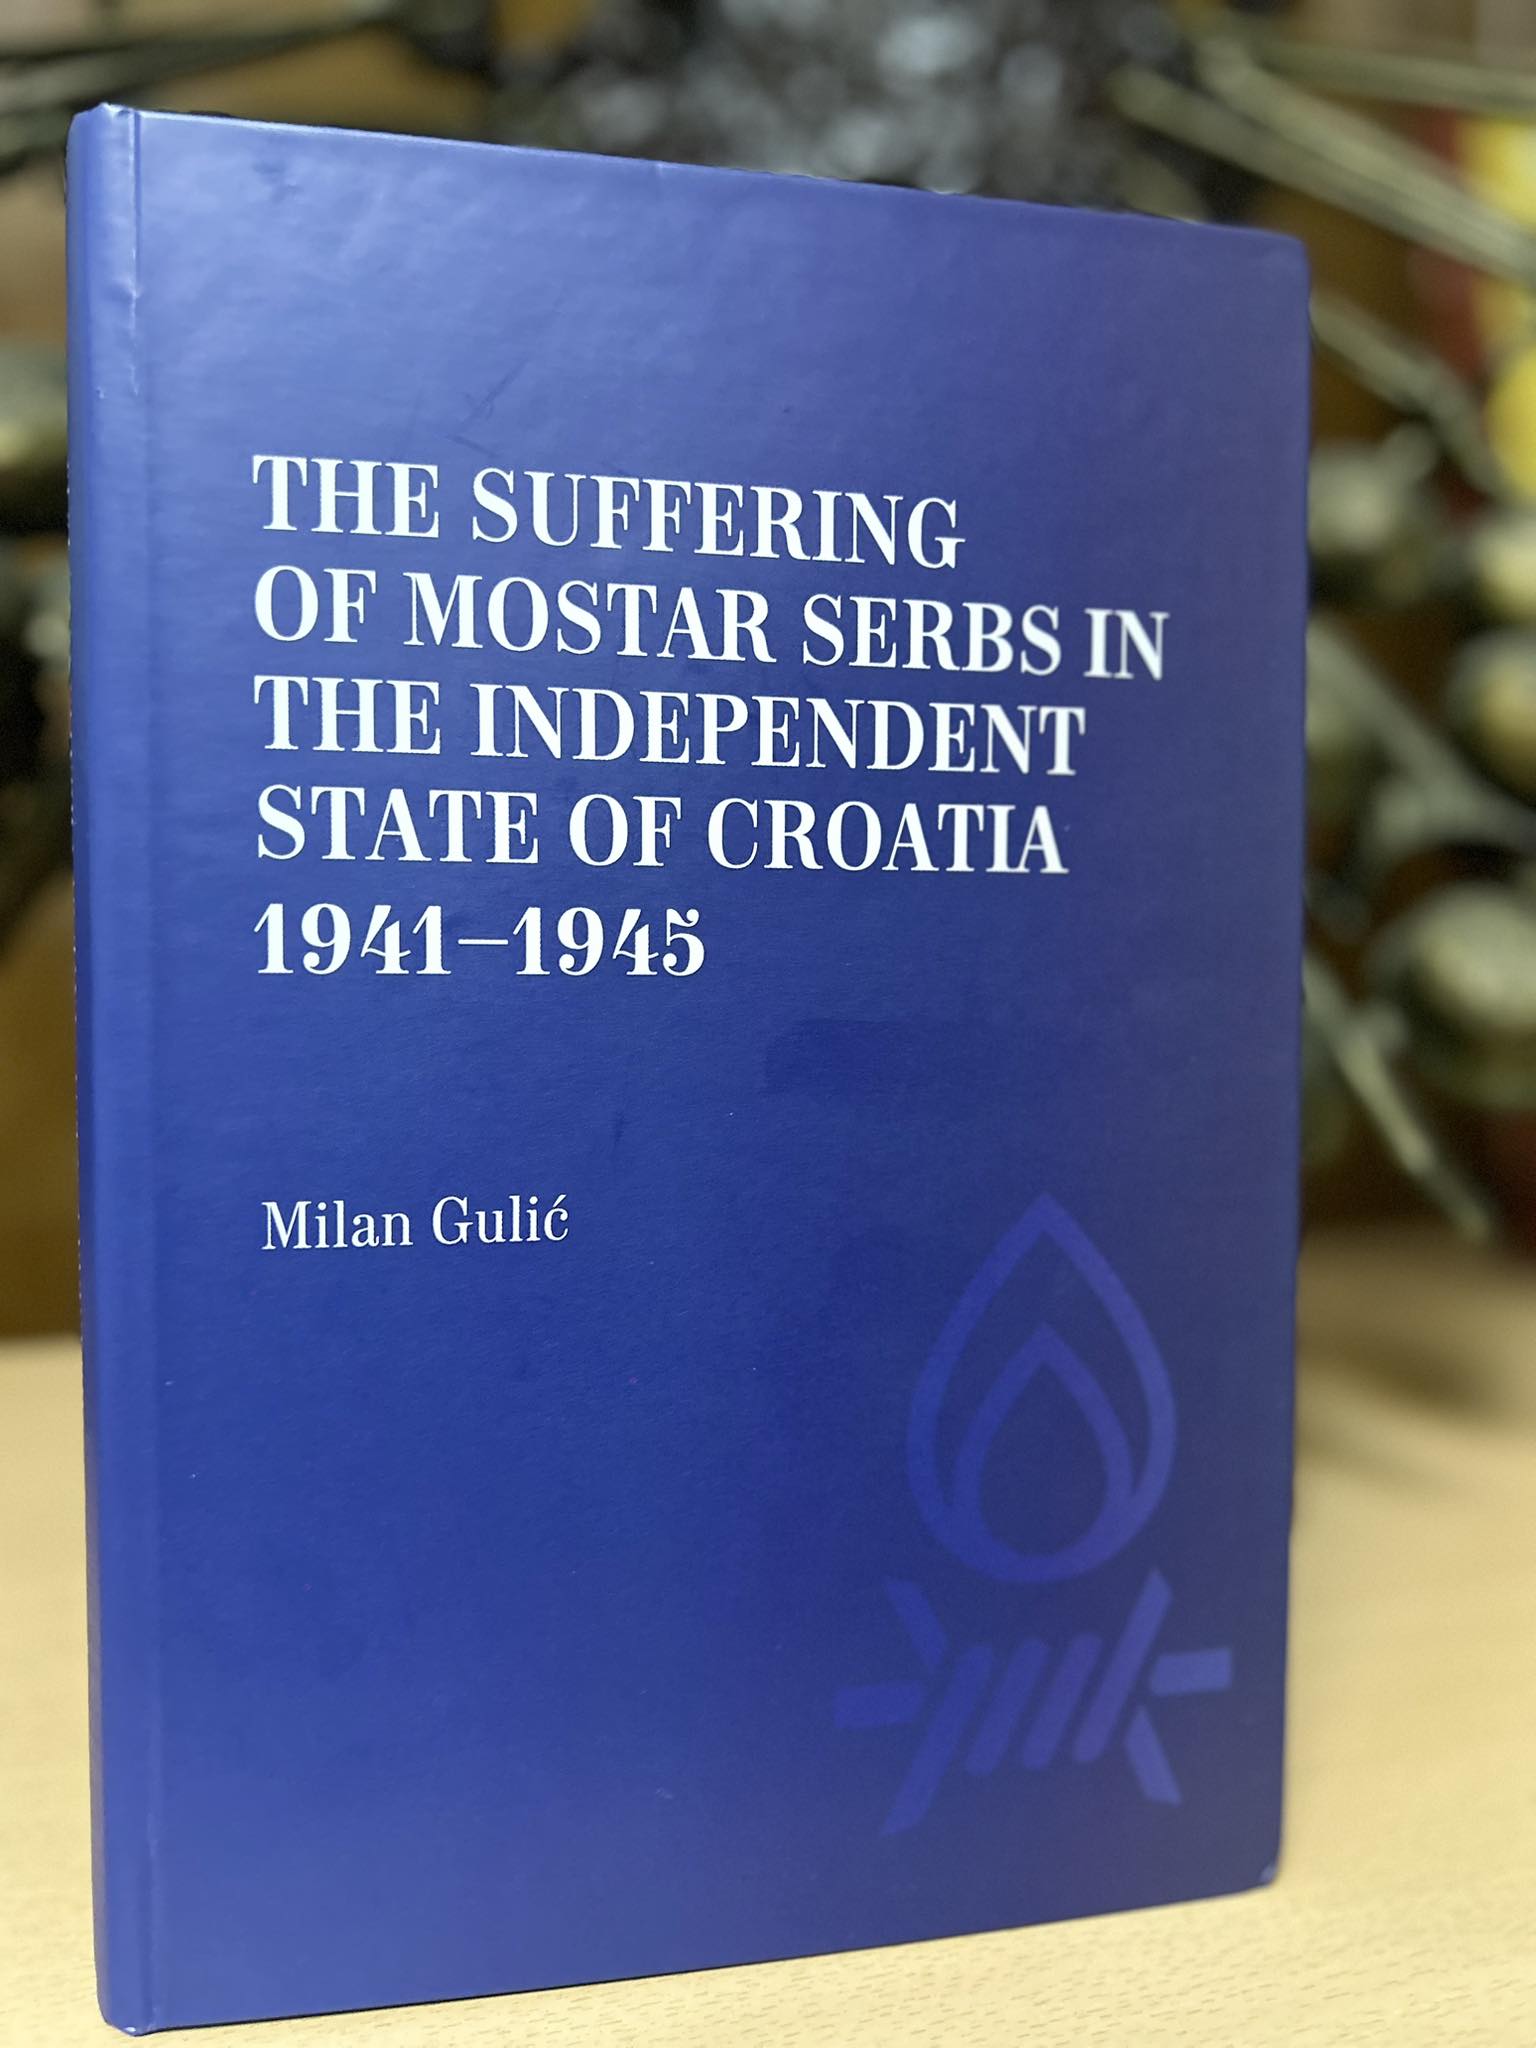 THE SUFFERING
OF MOSTAR SERBS IN
THE INDEPENDENT
STATE OF CROATIA
1941–1945
Milan Gulić